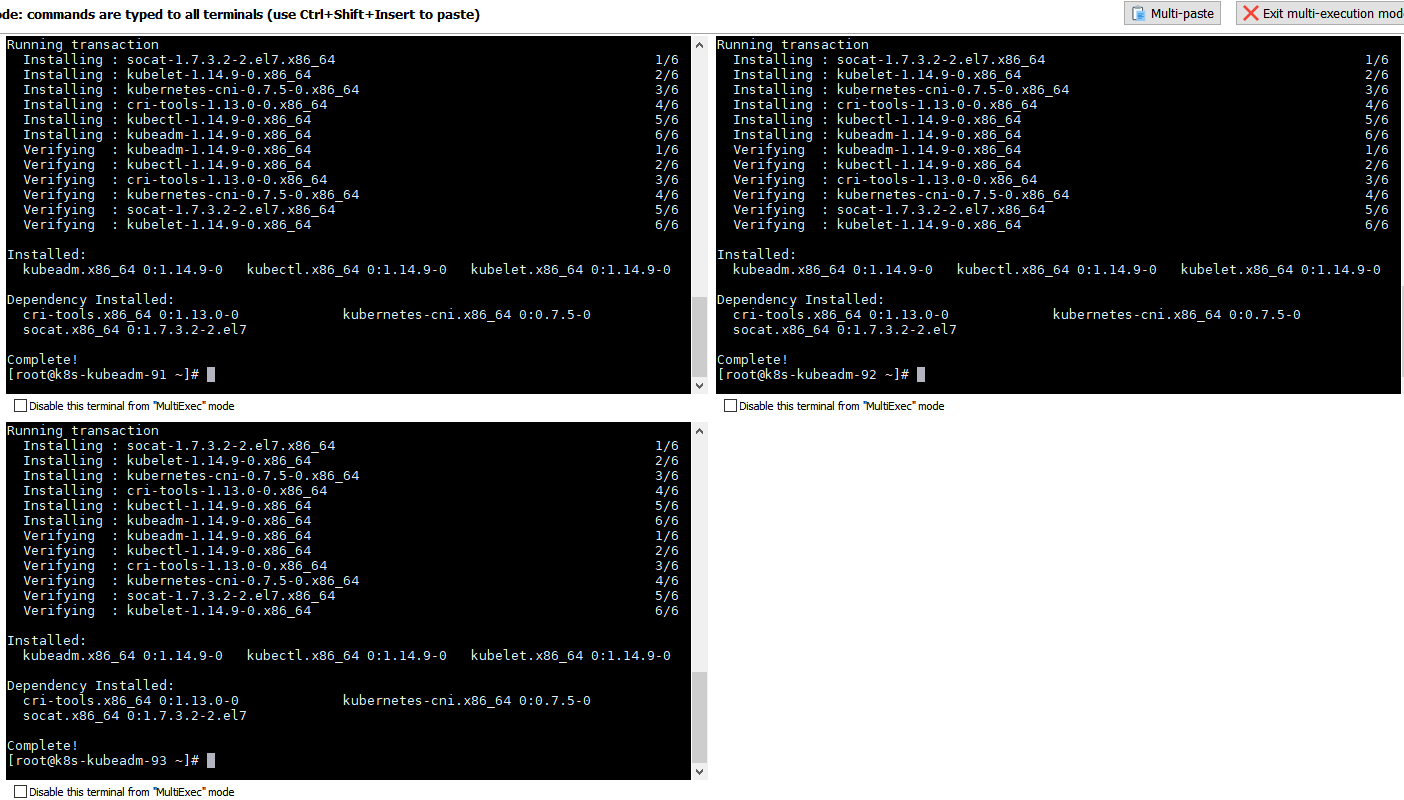 ode: commands are typed to all terminals (use Ctrl+Shift+Insert to paste)
Multi-paste
Exit multi-execution mod
Running transaction
Installing : socat-1.7.3.2-2.el7.x86_64 1/6
Installing : kubelet-1.14.9-0.x86_64 2/6
Installing : kubernetes-cni-0.7.5-0.x86_64 3/6
Installing : cri-tools-1.13.0-0.x86_64 4/6
Installing : kubectl-1.14.9-0.x86_64 5/6
Installing : kubeadm-1.14.9-0.x86_64 6/6
Verifying : kubeadm-1.14.9-0.x86_64 1/6
Verifying : kubectl-1.14.9-0.x86_64 2/6
Verifying : cri-tools-1.13.0-0.x86_64 3/6
Verifying : kubernetes-cni-0.7.5-0.x86_64 4/6
Verifying : socat-1.7.3.2-2.el7.x86_64 5/6
Verifying : kubelet-1.14.9-0.x86_64 6/6
Installed:
kubeadm.x86_64 0:1.14.9-0 kubectl.x86_64 0:1.14.9-0 kubelet.x86_64 0:1.14.9-0
Dependency Installed:
cri-tools.x86_64 0:1.13.0-0 kubernetes-cni.x86_64 0:0.7.5-0
socat.x86_64 0:1.7.3.2-2.el7
Complete!
[root@k8s-kubeadm-91 ~]#
Disable this terminal from "MultiExec" mode
Running transaction
Installing : socat-1.7.3.2-2.el7.x86_64 1/6
Installing : kubelet-1.14.9-0.x86_64 2/6
Installing : kubernetes-cni-0.7.5-0.x86_64 3/6
Installing : cri-tools-1.13.0-0.x86_64 4/6
Installing : kubectl-1.14.9-0.x86_64 5/6
Installing : kubeadm-1.14.9-0.x86_64 6/6
Verifying : kubeadm-1.14.9-0.x86_64 1/6
Verifying : kubectl-1.14.9-0.x86_64 2/6
Verifying : cri-tools-1.13.0-0.x86_64 3/6
Verifying : kubernetes-cni-0.7.5-0.x86_64 4/6
Verifying : socat-1.7.3.2-2.el7.x86_64 5/6
Verifying : kubelet-1.14.9-0.x86_64 6/6
Installed:
kubeadm.x86_64 0:1.14.9-0 kubectl.x86_64 0:1.14.9-0 kubelet.x86_64 0:1.14.9-0
Dependency Installed:
cri-tools.x86_64 0:1.13.0-0 kubernetes-cni.x86_64 0:0.7.5-0
socat.x86_64 0:1.7.3.2-2.el7
Complete!
[root@k8s-kubeadm-92 ~]#
Disable this terminal from "MultiExec" mode
Running transaction
Installing : socat-1.7.3.2-2.el7.x86_64 1/6
Installing : kubelet-1.14.9-0.x86_64 2/6
Installing : kubernetes-cni-0.7.5-0.x86_64 3/6
Installing : cri-tools-1.13.0-0.x86_64 4/6
Installing : kubectl-1.14.9-0.x86_64 5/6
Installing : kubeadm-1.14.9-0.x86_64 6/6
Verifying : kubeadm-1.14.9-0.x86_64 1/6
Verifying : kubectl-1.14.9-0.x86_64 2/6
Verifying : cri-tools-1.13.0-0.x86_64 3/6
Verifying : kubernetes-cni-0.7.5-0.x86_64 4/6
Verifying : socat-1.7.3.2-2.el7.x86_64 5/6
Verifying : kubelet-1.14.9-0.x86_64 6/6
Installed:
kubeadm.x86_64 0:1.14.9-0 kubectl.x86_64 0:1.14.9-0 kubelet.x86_64 0:1.14.9-0
Dependency Installed:
cri-tools.x86_64 0:1.13.0-0 kubernetes-cni.x86_64 0:0.7.5-0
socat.x86_64 0:1.7.3.2-2.el7
Complete!
[root@k8s-kubeadm-93 ~]#
Disable this terminal from "MultiExec" mode